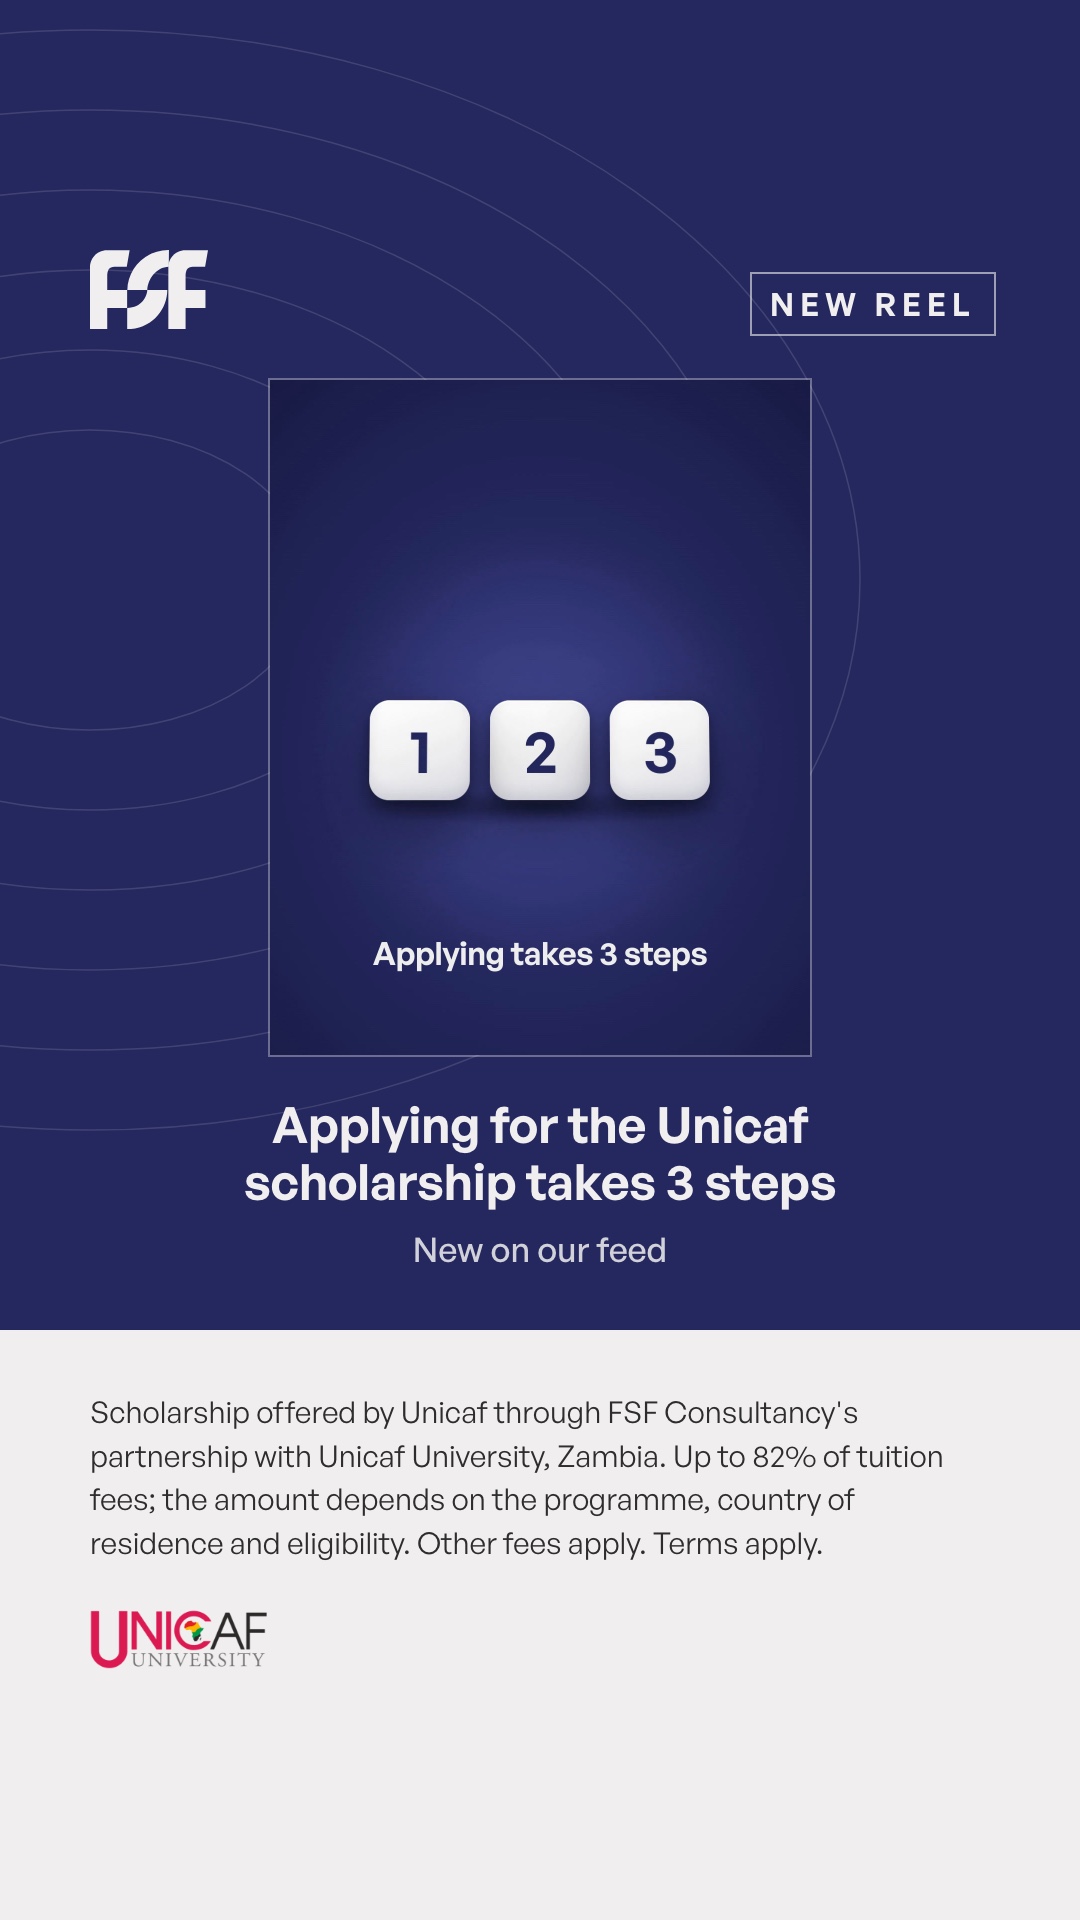 FSF
NEW REEL
1 2 3
Applying takes 3 steps
Applying for the Unicaf
scholarship takes 3 steps
New on our feed
Scholarship offered by Unicaf through FSF Consultancy's
partnership with Unicaf University, Zambia. Up to 82% of tuition
fees; the amount depends on the programme, country of
residence and eligibility. Other fees apply. Terms apply.
UNICAF
UNIVERSITY